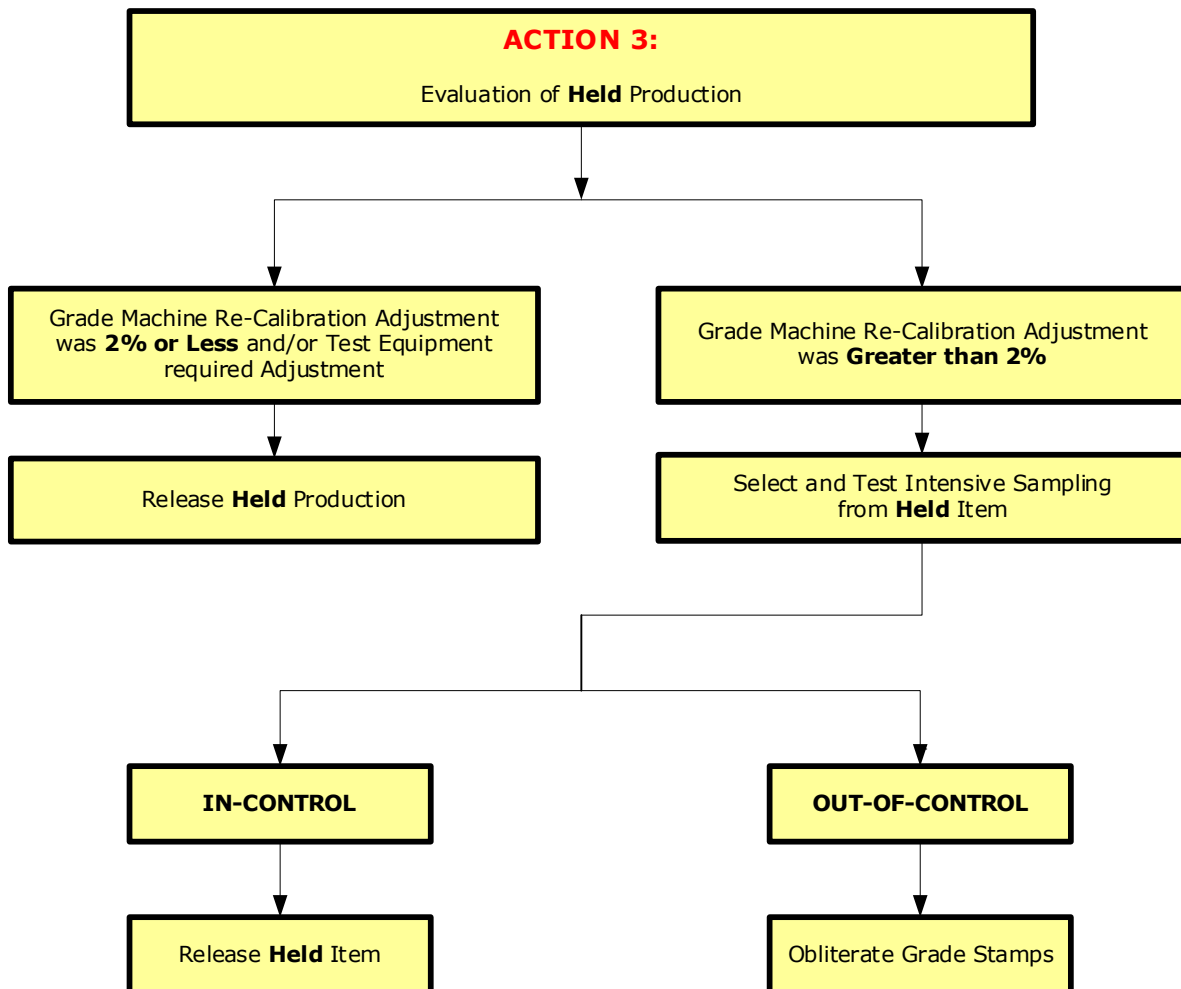 ACTION 3:
Evaluation of Held Production
Grade Machine Re-Calibration Adjustment
was 2% or Less and/or Test Equipment
required Adjustment
Grade Machine Re-Calibration Adjustment
was Greater than 2%
Release Held Production
Select and Test Intensive Sampling
from Held Item
IN-CONTROL
OUT-OF-CONTROL
Release Held Item
Obliterate Grade Stamps